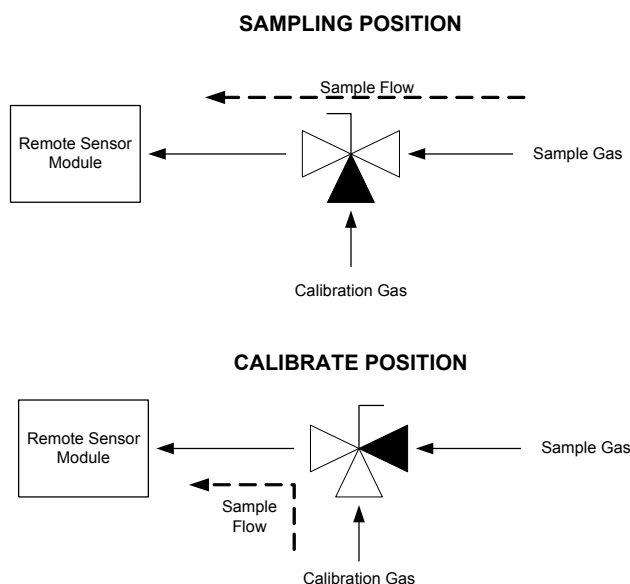 SAMPLING POSITION
Sample Flow
Remote Sensor
Module
Sample Gas
Calibration Gas
CALIBRATE POSITION
Remote Sensor
Module
Sample Gas
Sample
Flow
Calibration Gas